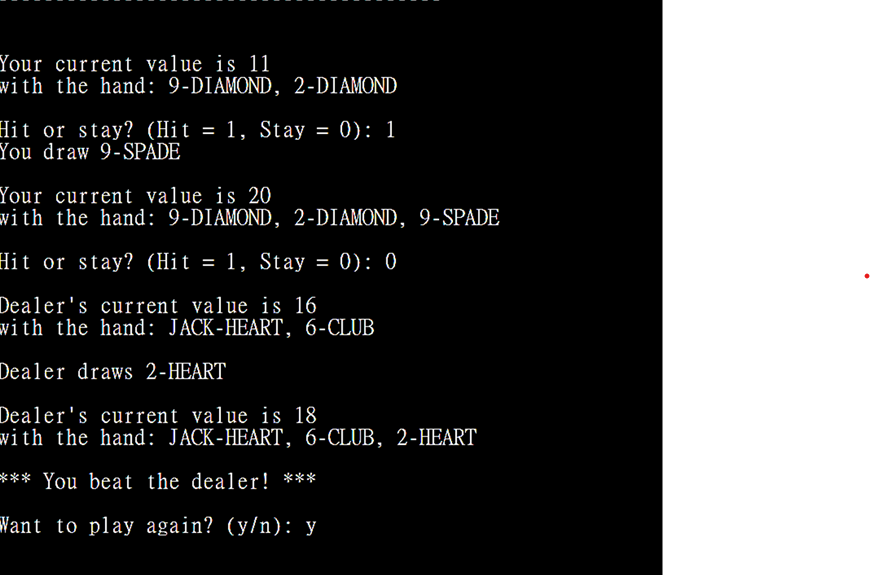 Your current value is 11
with the hand: 9-DIAMOND, 2-DIAMOND
Hit or stay? (Hit = 1, Stay = 0): 1
You draw 9-SPADE
Your current value is 20
with the hand: 9-DIAMOND, 2-DIAMOND, 9-SPADE
Hit or stay? (Hit = 1, Stay = 0): 0
Dealer's current value is 16
with the hand: JACK-HEART, 6-CLUB
Dealer draws 2-HEART
Dealer's current value is 18
with the hand: JACK-HEART, 6-CLUB, 2-HEART
*** You beat the dealer! ***
Want to play again? (y/n): y